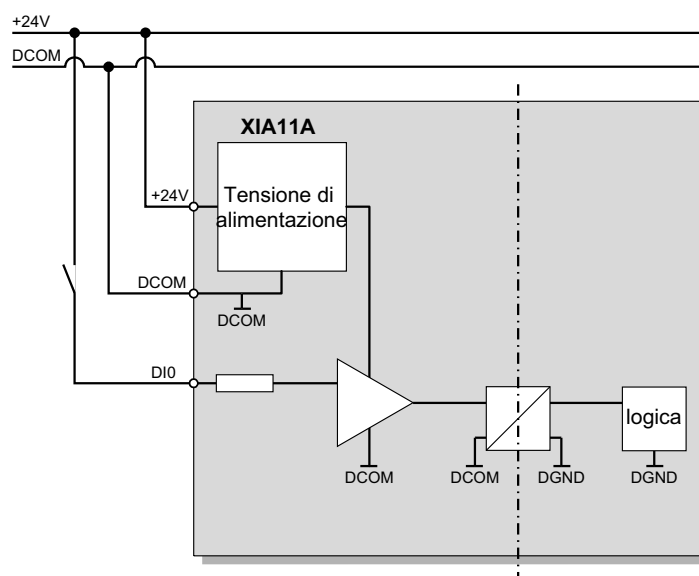 +24V
DCOM
XIA11A
+24V
Tensione di
alimentazione
DCOM
DCOM
DI0
logica
DCOM
DCOM
DGND
DGND